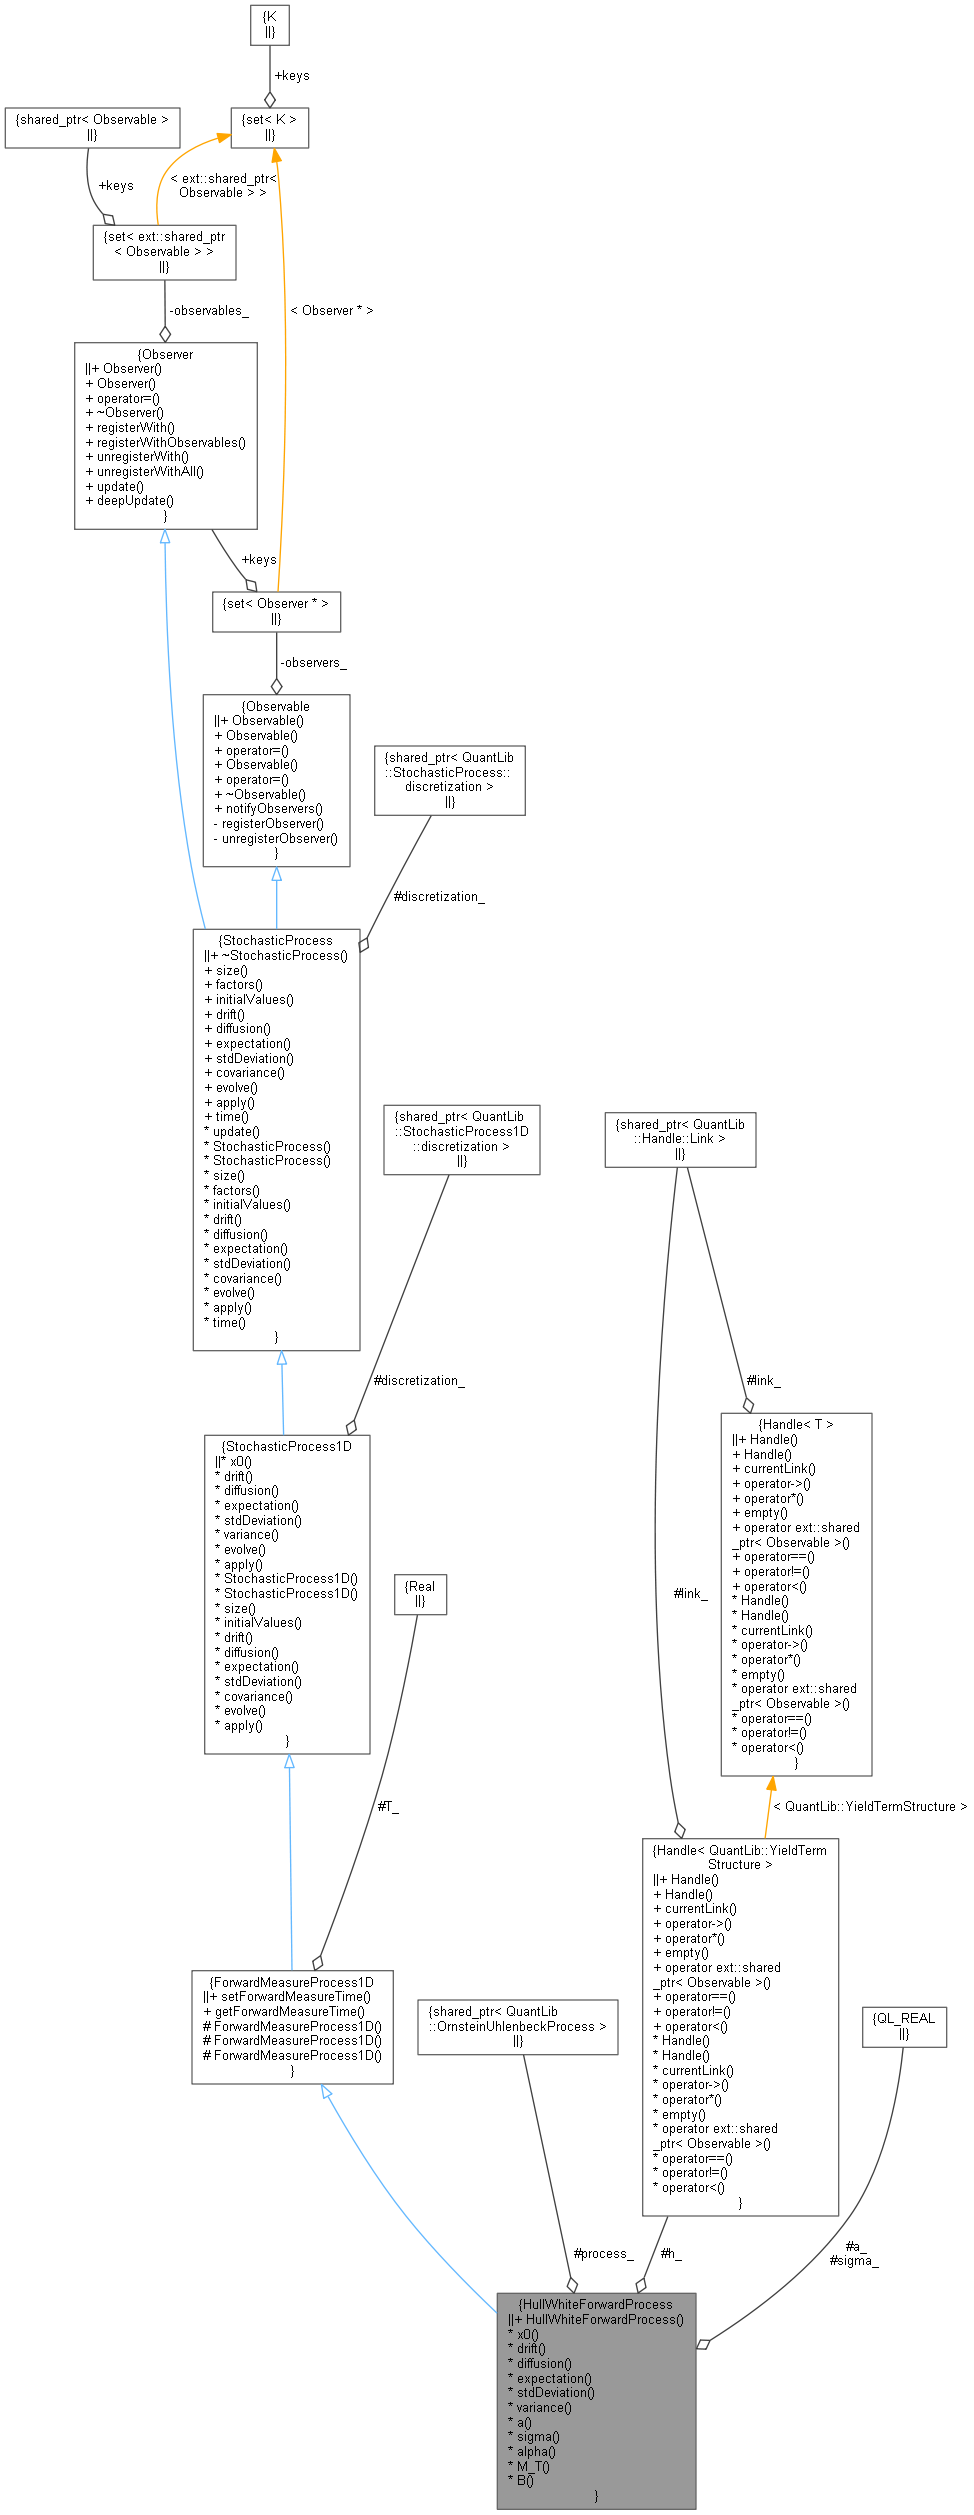 {K
||}
+keys
{shared_ptr< Observable >
||}
{set< K >
||}
+keys
< ext::shared_ptr<
Observable > >
{set< ext::shared_ptr
< Observable > >
||}
-observables_
< Observer * >
{Observer
||+ Observer()
+ Observer()
+ operator=()
+ ~Observer()
+ registerWith()
+ registerWithObservables()
+ unregisterWith()
+ unregisterWithAll()
+ update()
+ deepUpdate()
}
+keys
{set< Observer * >
||}
-observers_
{Observable
||+ Observable()
+ Observable()
+ operator=()
+ Observable()
+ operator=()
+ ~Observable()
+ notifyObservers()
- registerObserver()
- unregisterObserver()
}
{shared_ptr< QuantLib
::StochasticProcess::
discretization >
||}
#discretization_
{StochasticProcess
||+ ~StochasticProcess()
+ size()
+ factors()
+ initialValues()
+ drift()
+ diffusion()
+ expectation()
+ stdDeviation()
+ covariance()
+ evolve()
+ apply()
+ time()
* update()
* StochasticProcess()
* StochasticProcess()
* size()
* factors()
* initialValues()
* drift()
* diffusion()
* expectation()
* stdDeviation()
* covariance()
* evolve()
* apply()
* time()
}
{shared_ptr< QuantLib
::StochasticProcess1D
::discretization >
||}
{shared_ptr< QuantLib
::Handle::Link >
||}
#discretization_
#link_
{StochasticProcess1D
||* x0()
* drift()
* diffusion()
* expectation()
* stdDeviation()
* variance()
* evolve()
* apply()
* StochasticProcess1D()
* StochasticProcess1D()
* size()
* initialValues()
* drift()
* diffusion()
* expectation()
* stdDeviation()
* covariance()
* evolve()
* apply()
}
{Handle< T >
||+ Handle()
+ Handle()
+ currentLink()
+ operator->()
+ operator*()
+ empty()
+ operator ext::shared
_ptr< Observable >()
+ operator==()
+ operator!=()
+ operator<()
* Handle()
* Handle()
* currentLink()
* operator->()
* operator*()
* empty()
* operator ext::shared
_ptr< Observable >()
* operator==()
* operator!=()
* operator<()
}
{Real
||}
#link_
#T_
< QuantLib::YieldTermStructure >
{Handle< QuantLib::YieldTerm
Structure >
||+ Handle()
+ Handle()
+ currentLink()
+ operator->()
+ operator*()
+ empty()
+ operator ext::shared
_ptr< Observable >()
+ operator==()
+ operator!=()
+ operator<()
* Handle()
* Handle()
* currentLink()
* operator->()
* operator*()
* empty()
* operator ext::shared
_ptr< Observable >()
* operator==()
* operator!=()
* operator<()
}
{ForwardMeasureProcess1D
||+ setForwardMeasureTime()
+ getForwardMeasureTime()
# ForwardMeasureProcess1D()
# ForwardMeasureProcess1D()
# ForwardMeasureProcess1D()
}
{shared_ptr< QuantLib
::OrnsteinUhlenbeckProcess >
||}
{QL_REAL
||}
#process_
#h_
#a_
#sigma_
{HullWhiteForwardProcess
||+ HullWhiteForwardProcess()
* x0()
* drift()
* diffusion()
* expectation()
* stdDeviation()
* variance()
* a()
* sigma()
* alpha()
* M_T()
* B()
}